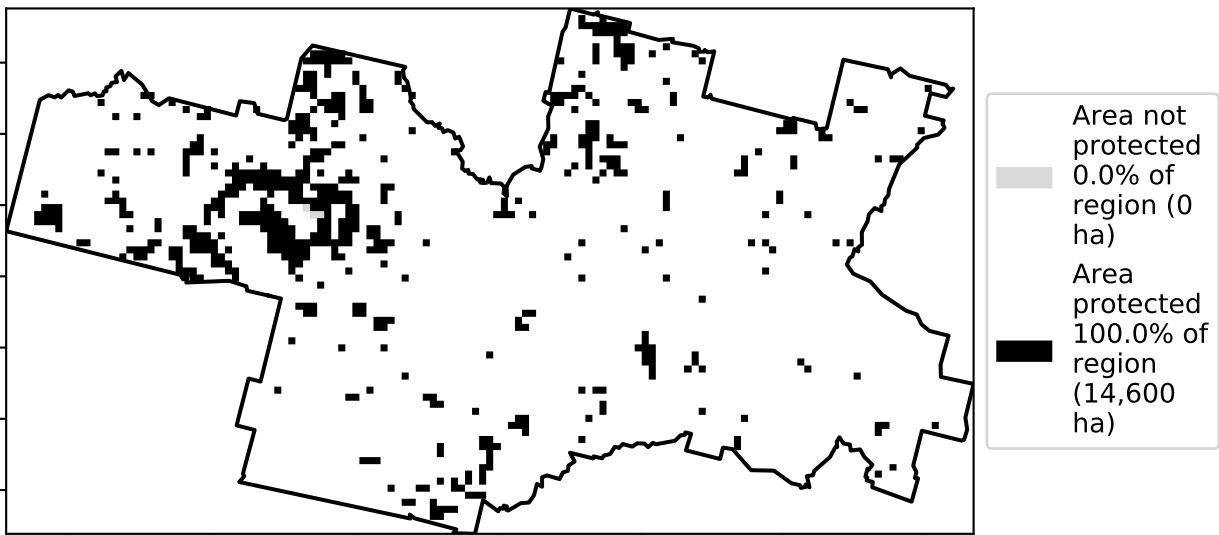 Area not
protected
0.0% of
region (0
ha)
Area
protected
100.0% of
region
(14,600
ha)